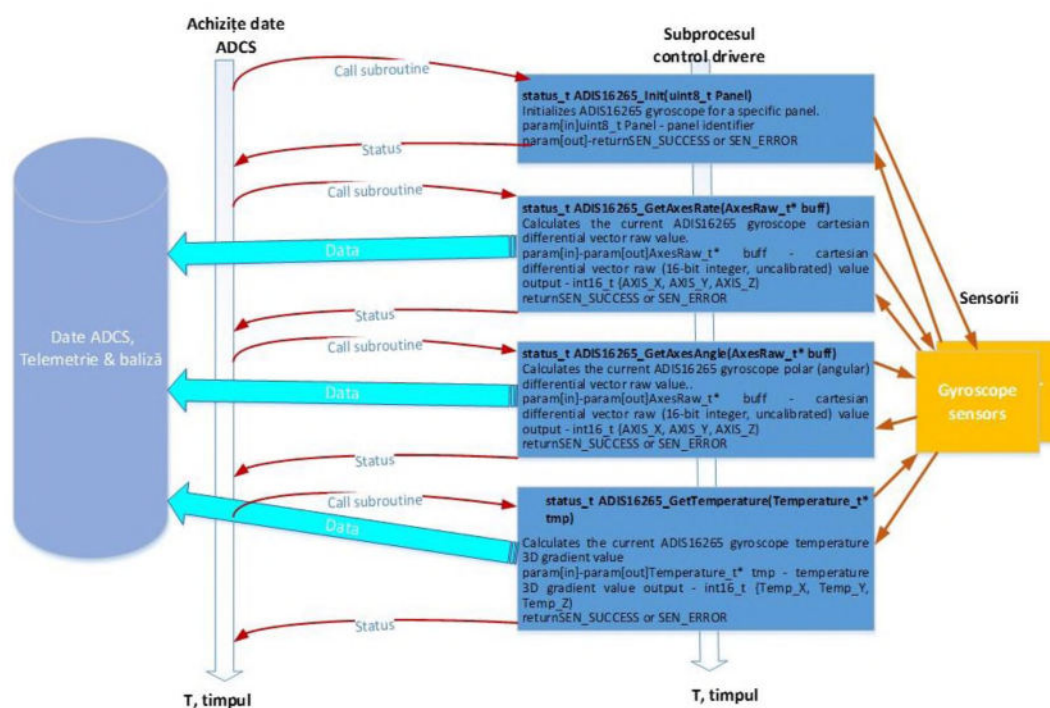 Achiziţe date
ADCS
Subprocesul
control drivere
Call subroutine
status_t ADIS16265_Init(uint8_t Panel)
Initializes ADIS16265 gyroscope for a specific panel.
param[in]uint8_t Panel - panel identifier
param[out]-returnSEN_SUCCESS or SEN_ERROR
Status
Call subroutine
status_t ADIS16265_GetAxesRate(AxesRaw_t* buff)
Calculates the current ADIS16265 gyroscope cartesian
differential vector raw value.
param[in]-param[out]AxesRaw_t* buff - cartesian
differential vector raw (16-bit integer, uncalibrated) value
output - int16_t {AXIS_X, AXIS_Y, AXIS_Z}
returnSEN_SUCCESS or SEN_ERROR
Data
Status
Sensorii
Date ADCS,
Telemetrie & baliză
Call subroutine
status_t ADIS16265_GetAxesAngle(AxesRaw_t* buff)
Calculates the current ADIS16265 gyroscope polar (angular)
differential vector raw value..
param[in]-param[out]AxesRaw_t* buff - cartesian
differential vector raw (16-bit integer, uncalibrated) value
output - int16_t {AXIS_X, AXIS_Y, AXIS_Z}
returnSEN_SUCCESS or SEN_ERROR
Data
Status
Gyroscope
sensors
Call subroutine
status_t ADIS16265_GetTemperature(Temperature_t*
tmp)
Calculates the current ADIS16265 gyroscope temperature
3D gradient value
param[in]-param[out]Temperature_t* tmp - temperature
3D gradient value output - int16_t {Temp_X, Temp_Y,
Temp_Z}
returnSEN_SUCCESS or SEN_ERROR
Data
Status
T, timpul
T, timpul